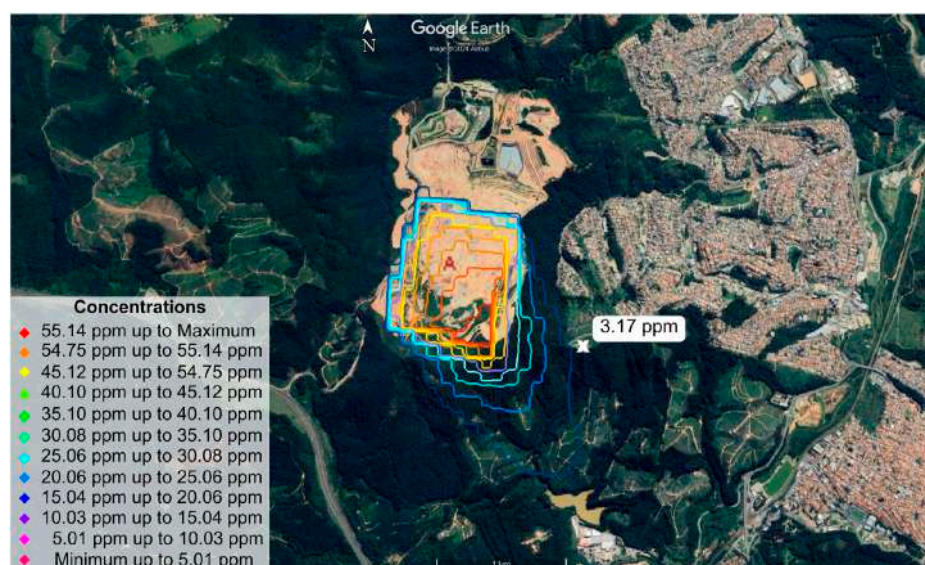 Google Earth
Image © 2024 Airbus
N
A
3.17 ppm
Concentrations
55.14 ppm up to Maximum
54.75 ppm up to 55.14 ppm
45.12 ppm up to 54.75 ppm
40.10 ppm up to 45.12 ppm
35.10 ppm up to 40.10 ppm
30.08 ppm up to 35.10 ppm
25.06 ppm up to 30.08 ppm
20.06 ppm up to 25.06 ppm
15.04 ppm up to 20.06 ppm
10.03 ppm up to 15.04 ppm
5.01 ppm up to 10.03 ppm
Minimum up to 5.01 ppm
1 km